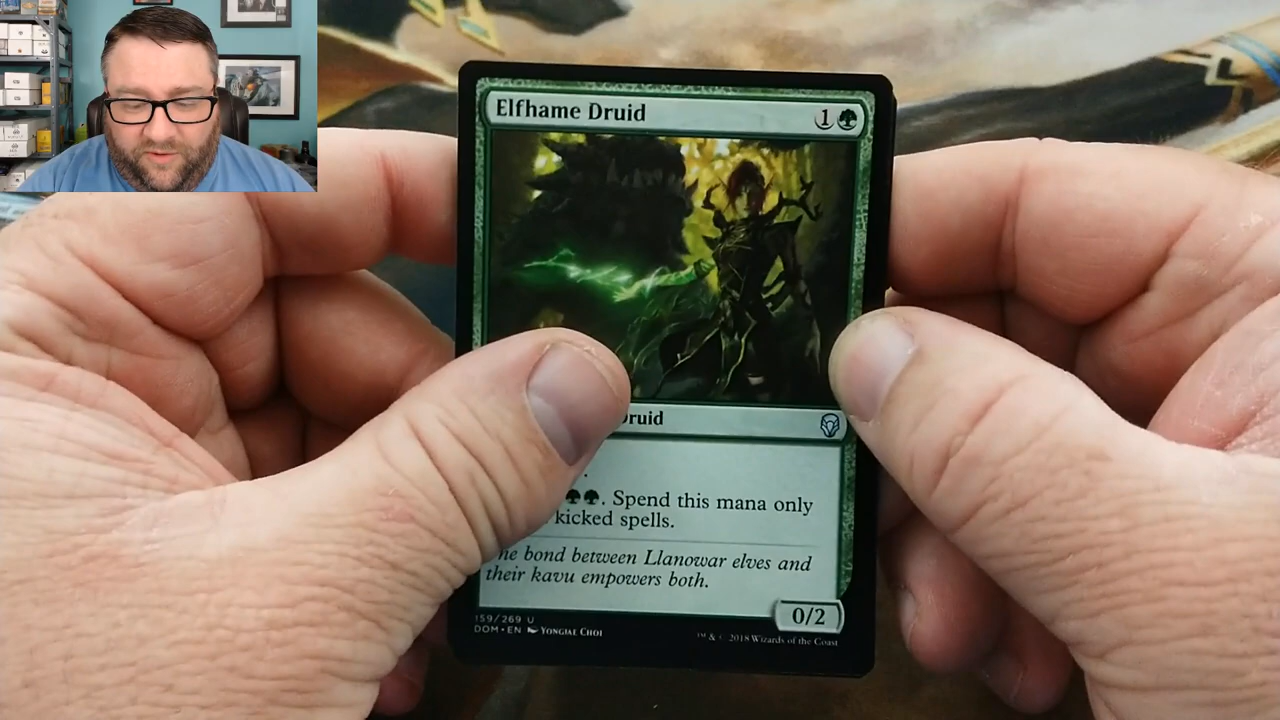 Elfhame Druid 1
Druid
. Spend this mana only
kicked spells.
he bond between Llanowar elves and
their kavu empowers both.
0/2
159/269 U
DOM • EN Yongjae Choi
™ & © 2018 Wizards of the Coast